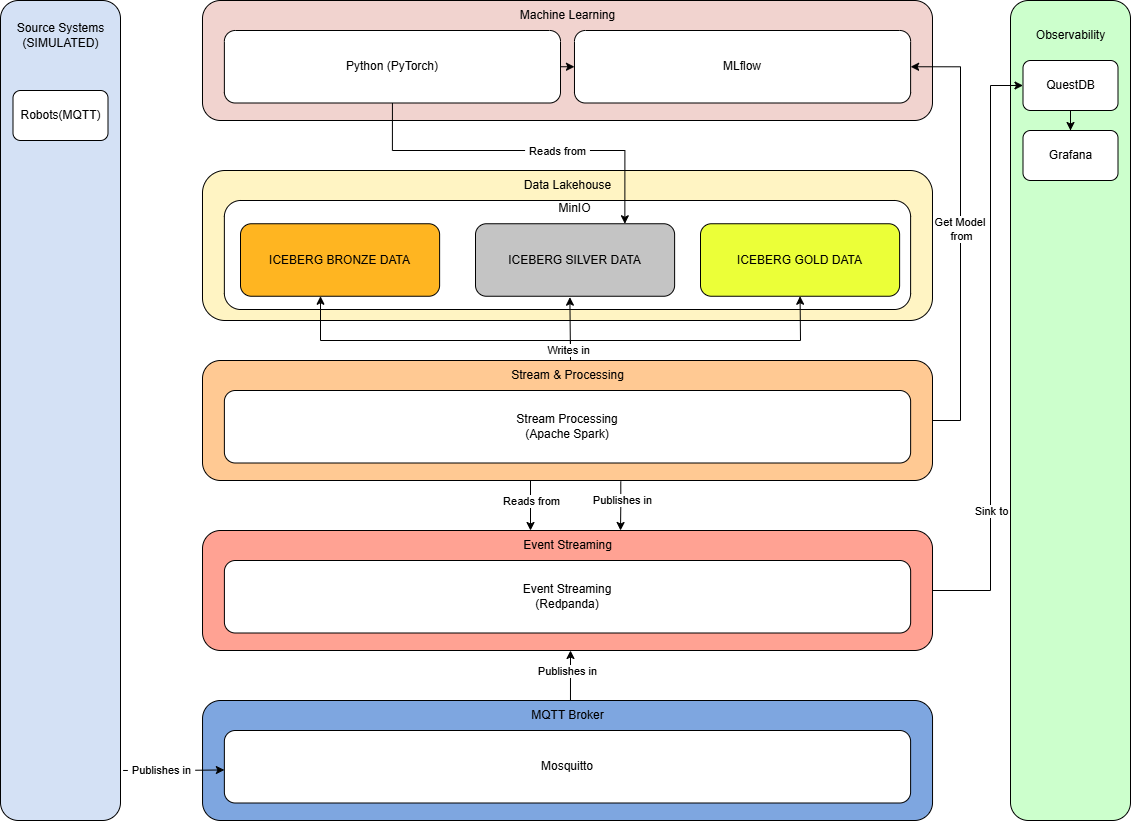 Source Systems
(SIMULATED)
Robots(MQTT)
Machine Learning
Python (PyTorch)
MLflow
Reads from
Data Lakehouse
MinIO
ICEBERG BRONZE DATA
ICEBERG SILVER DATA
ICEBERG GOLD DATA
Writes in
Stream & Processing
Stream Processing
(Apache Spark)
Reads from
Publishes in
Event Streaming
Event Streaming
(Redpanda)
Publishes in
MQTT Broker
Mosquitto
Publishes in
Get Model
from
Sink to
Observability
QuestDB
Grafana